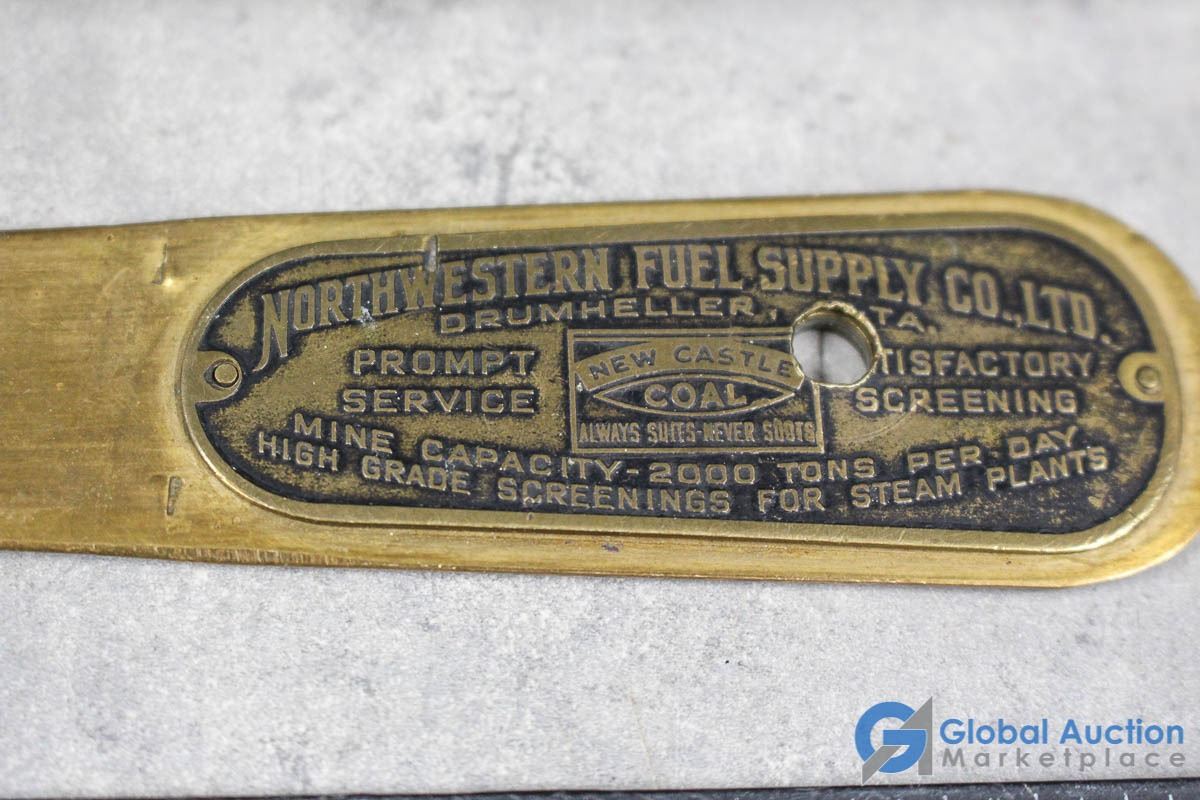 NORTHWESTERN FUEL SUPPLY CO., LTD.
DRUMHELLER, TA.
PROMPT SERVICE
NEW CASTLE
COAL
ALWAYS SUITS-NEVER SOOTS
TISFACTORY SCREENING
MINE CAPACITY-2000 TONS PER DAY
HIGH GRADE SCREENINGS FOR STEAM PLANTS
Global Auction
Marketplace